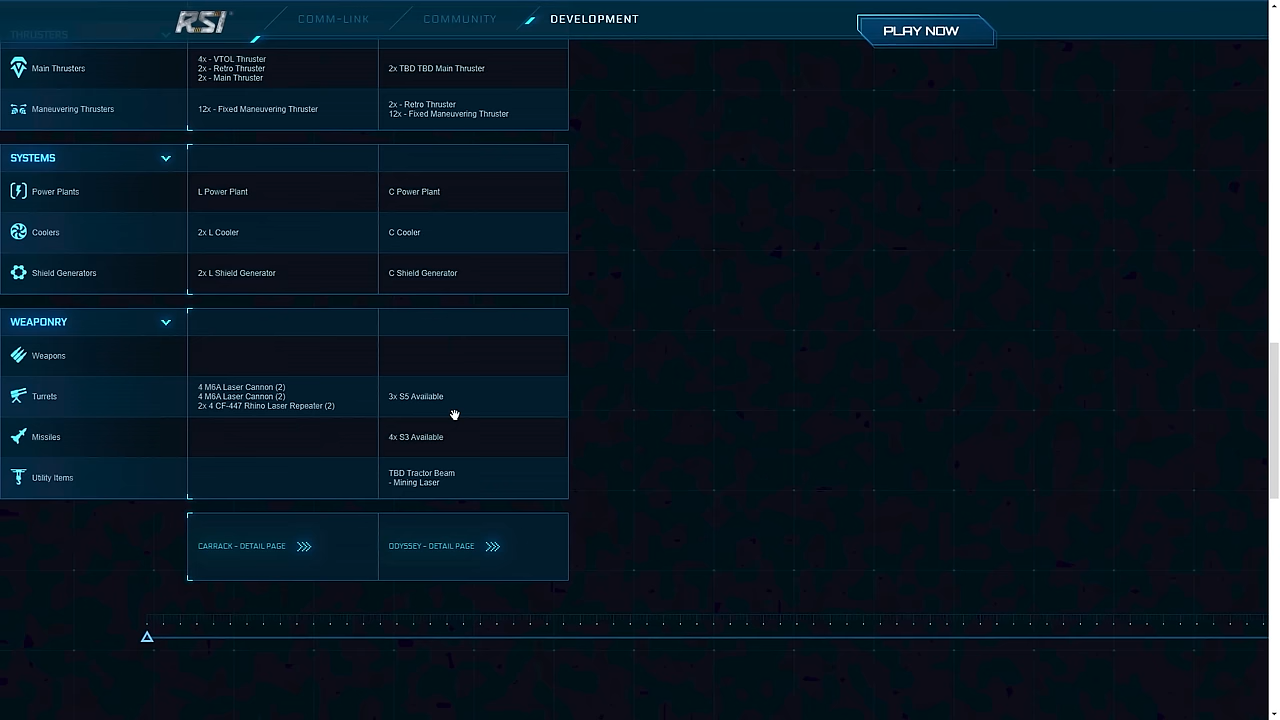 RSI
COMM-LINK
COMMUNITY
DEVELOPMENT
PLAY NOW
THRUSTERS
Main Thrusters
4x - VTOL Thruster
2x - Retro Thruster
2x - Main Thruster
2x TBD TBD Main Thruster
Maneuvering Thrusters
12x - Fixed Maneuvering Thruster
2x - Retro Thruster
12x - Fixed Maneuvering Thruster
SYSTEMS
Power Plants
L Power Plant
C Power Plant
Coolers
2x L Cooler
C Cooler
Shield Generators
2x L Shield Generator
C Shield Generator
WEAPONRY
Weapons
Turrets
4 M6A Laser Cannon (2)
4 M6A Laser Cannon (2)
2x 4 CF-447 Rhino Laser Repeater (2)
3x S5 Available
Missiles
4x S3 Available
Utility Items
TBD Tractor Beam
- Mining Laser
CARRACK - DETAIL PAGE
ODYSSEY - DETAIL PAGE